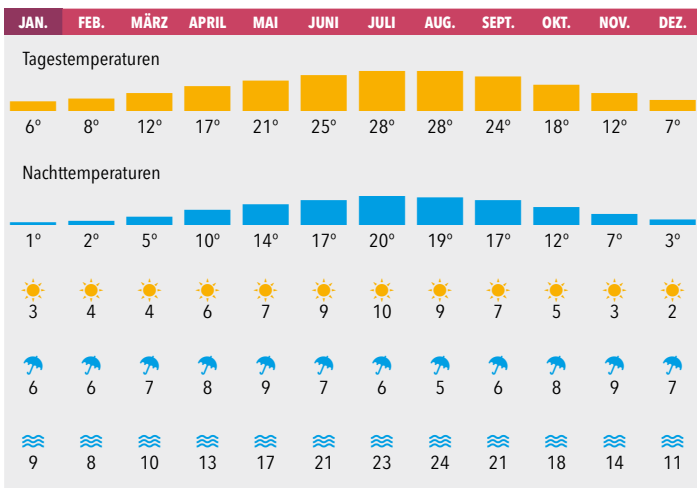 JAN. FEB. MÄRZ APRIL MAI JUNI JULI AUG. SEPT. OKT. NOV. DEZ.
Tagestemperaturen
6° 8° 12° 17° 21° 25° 28° 28° 24° 18° 12° 7°
Nachttemperaturen
1° 2° 5° 10° 14° 17° 20° 19° 17° 12° 7° 3°
3 4 4 6 7 9 10 9 7 5 3 2
6 6 7 8 9 7 6 5 6 8 9 7
9 8 10 13 17 21 23 24 21 18 14 11